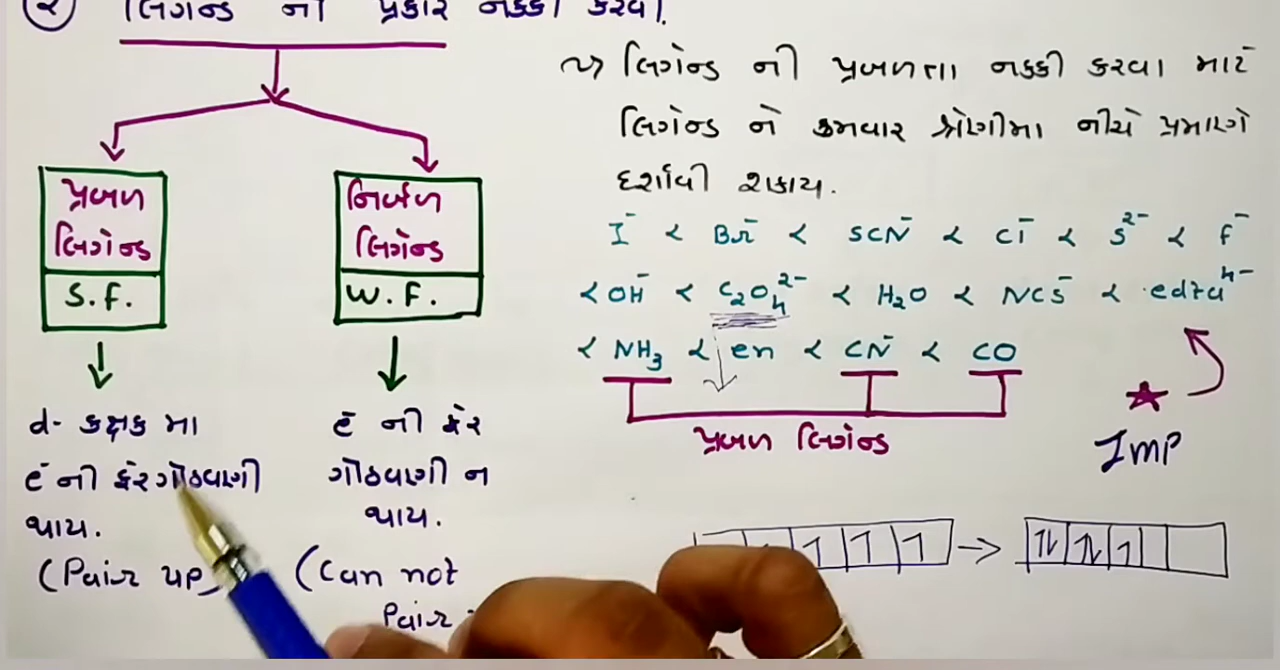 ૨ લિગેન્ડ ની પ્રકાર નક્કી કરવી.
પ્રબળ
લિગેન્ડ
S.F.
d- કક્ષક મા
e⁻ ની ફેરગોઠવણી
થાય.
(Pair up)
નિર્બળ
લિગેન્ડ
W.F.
e⁻ ની ફેર
ગોઠવણી ન
થાય.
(Can not
Pair
→ લિગેન્ડ ની પ્રબળતા નક્કી કરવા માટે
લિગેન્ડ ને ક્રમવાર શ્રેણીમા નીચે પ્રમાણે
દર્શાવી શકાય.
I⁻ < Br⁻ < SCN⁻ < Cl⁻ < S²⁻ < F⁻
< OH⁻ < C₂O₄²⁻ < H₂O < NCS⁻ < edta⁴⁻
< NH₃ < en < CN⁻ < CO
પ્રબળ લિગેન્ડ
Imp